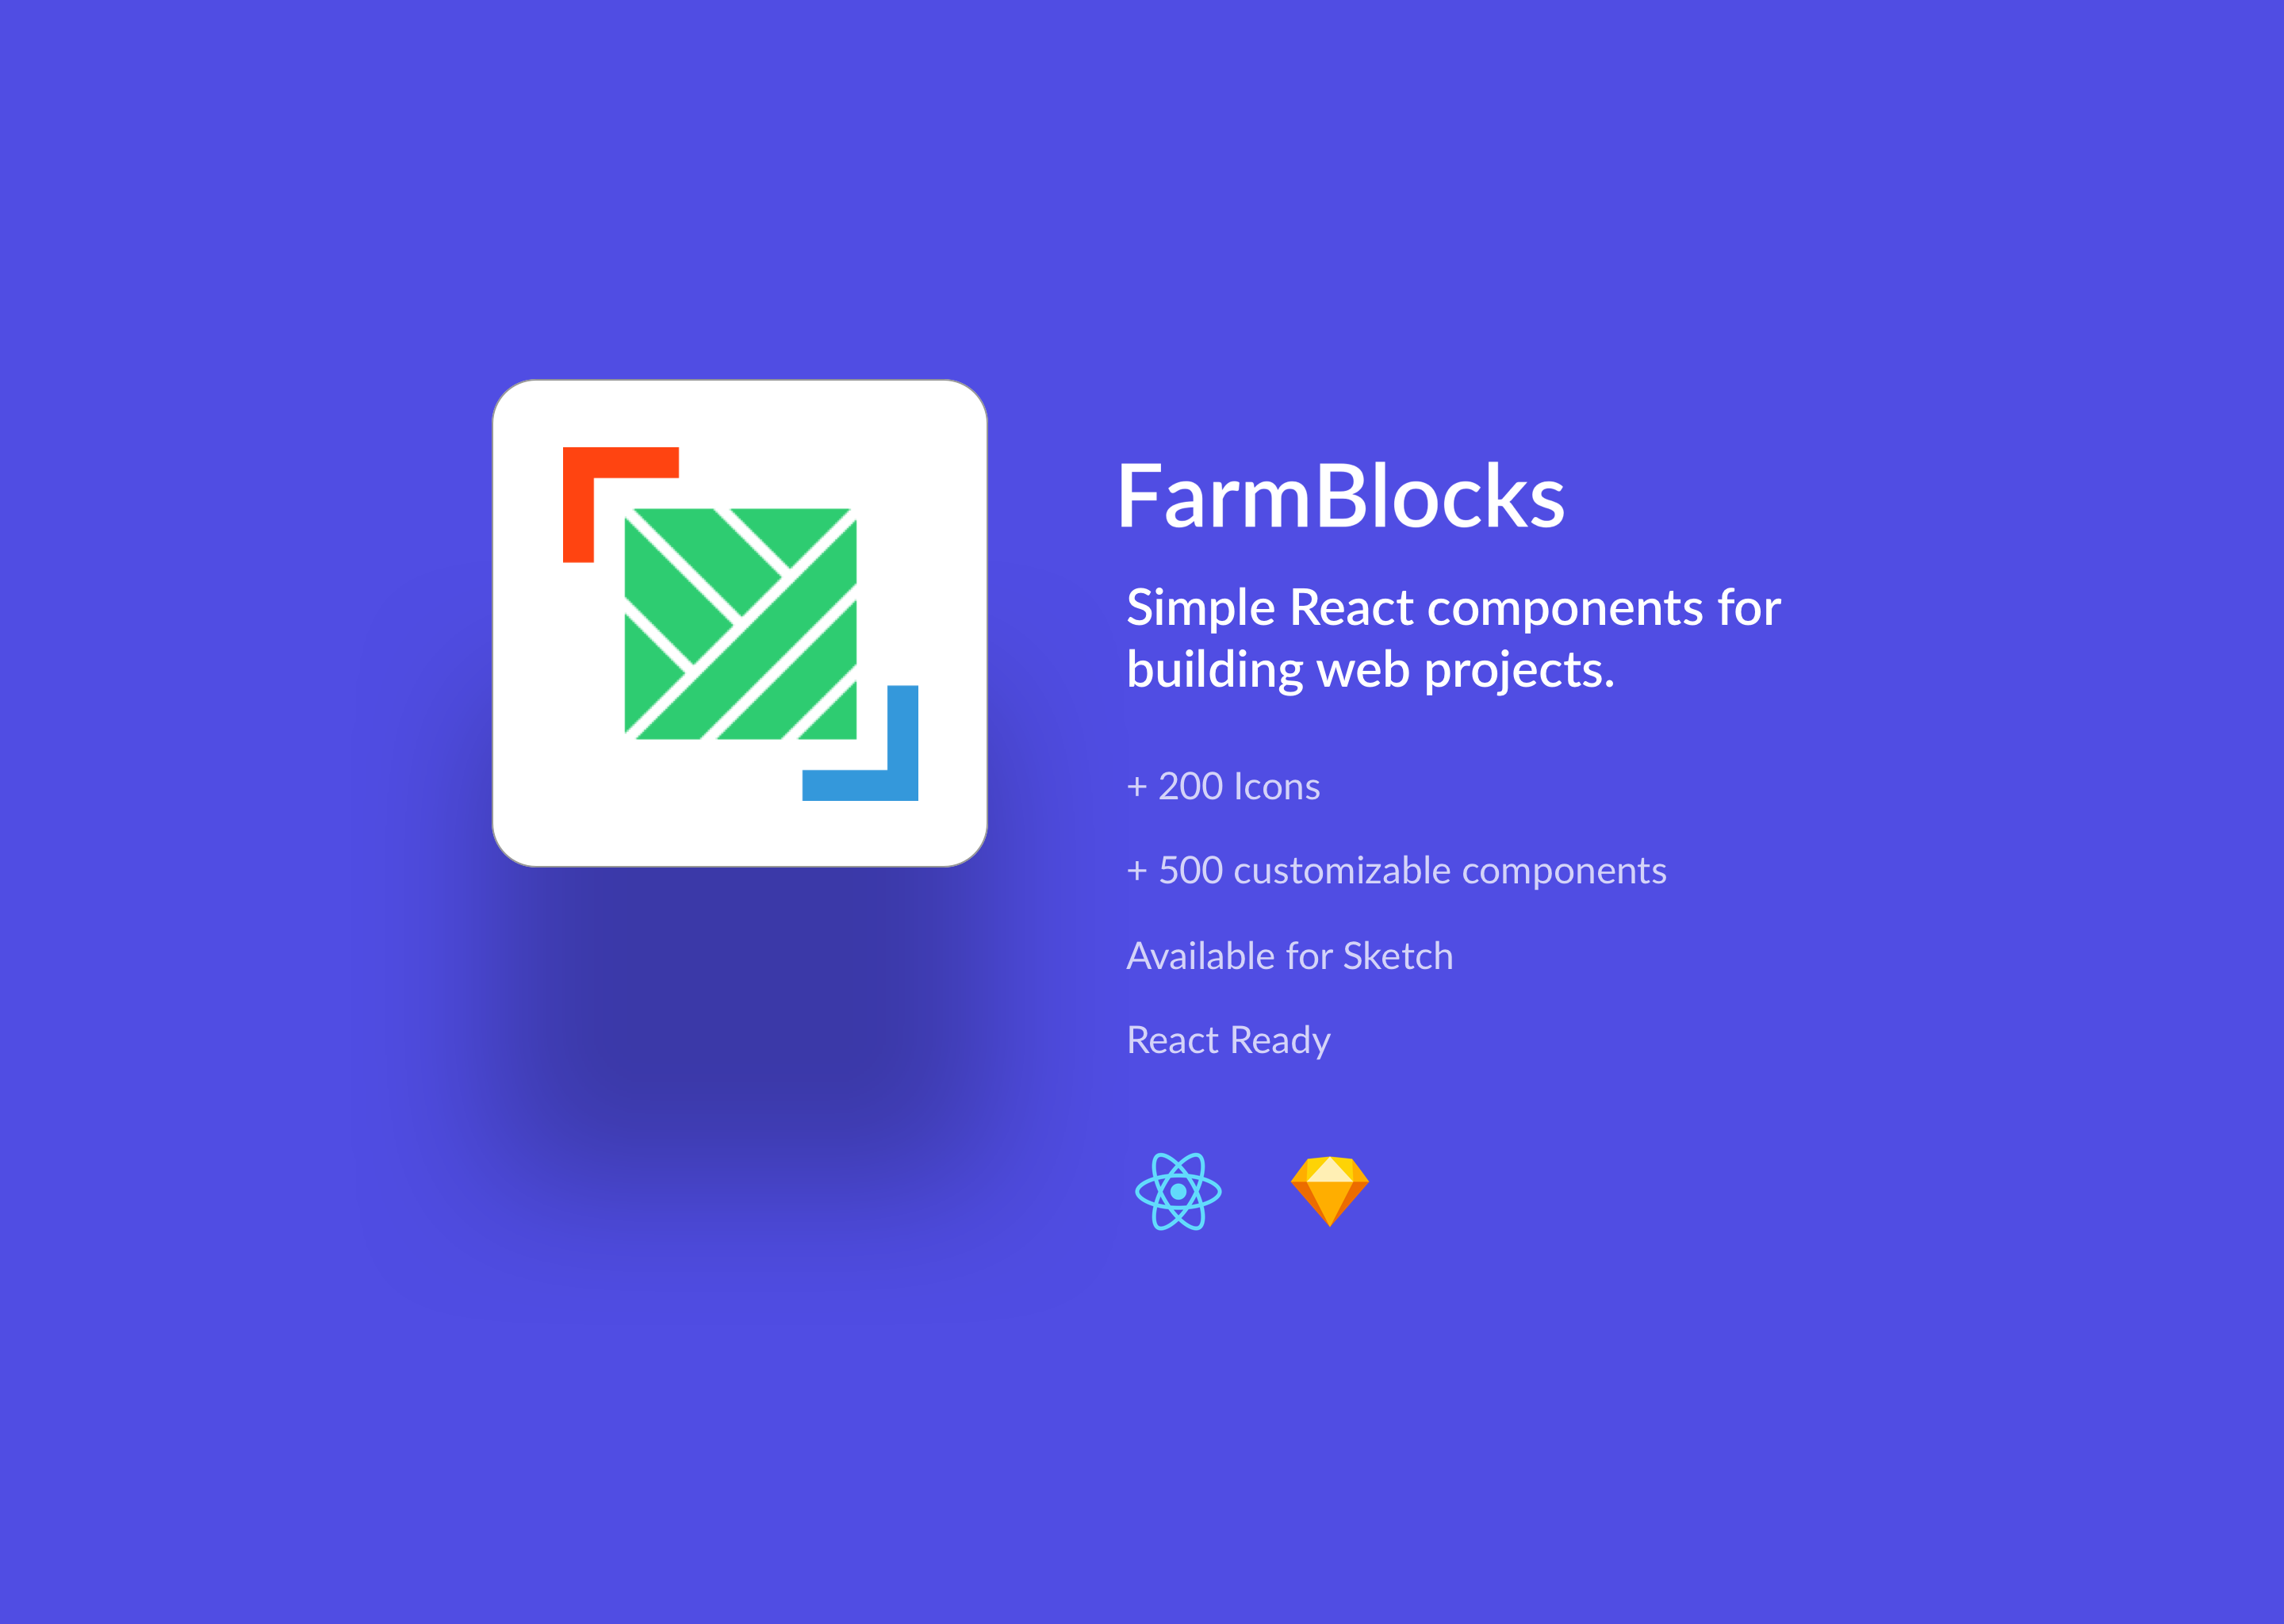 FarmBlocks
Simple React components for
building web projects.
+ 200 Icons
+ 500 customizable components
Available for Sketch
React Ready